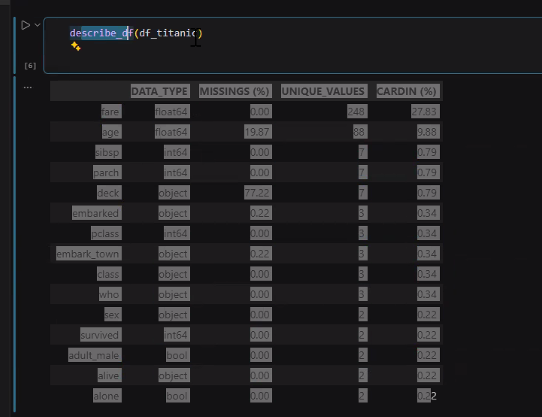 describe_df(df_titanic)
[6]
...
DATA_TYPE MISSINGS (%) UNIQUE_VALUES CARDIN (%)
fare float64 0.00 248 27.83
age float64 19.87 88 9.88
sibsp int64 0.00 7 0.79
parch int64 0.00 7 0.79
deck object 77.22 7 0.79
embarked object 0.22 3 0.34
pclass int64 0.00 3 0.34
embark_town object 0.22 3 0.34
class object 0.00 3 0.34
who object 0.00 3 0.34
sex object 0.00 2 0.22
survived int64 0.00 2 0.22
adult_male bool 0.00 2 0.22
alive object 0.00 2 0.22
alone bool 0.00 2 0.22